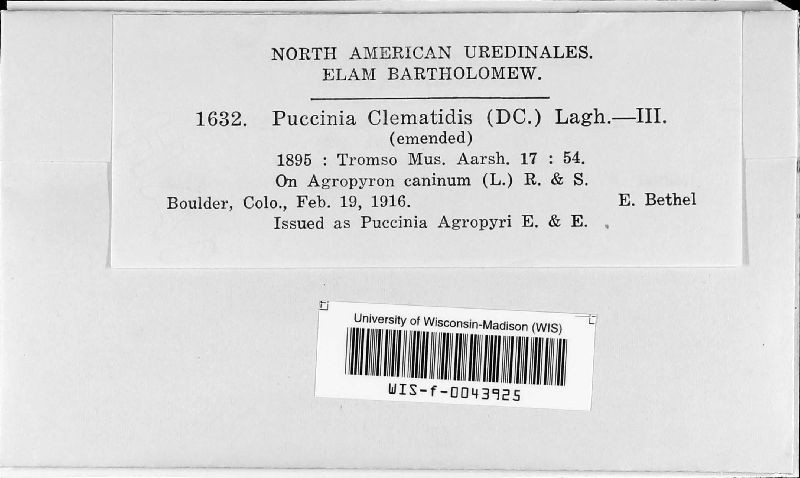 NORTH AMERICAN UREDINALES.
ELAM BARTHOLOMEW.
1632. Puccinia Clematidis (DC.) Lagh.—III.
(emended)
1895 : Tromso Mus. Aarsh. 17 : 54.
On Agropyron caninum (L.) R. & S.
Boulder, Colo., Feb. 19, 1916. E. Bethel
Issued as Puccinia Agropyri E. & E.
University of Wisconsin-Madison (WIS)
WIS-f-0043925